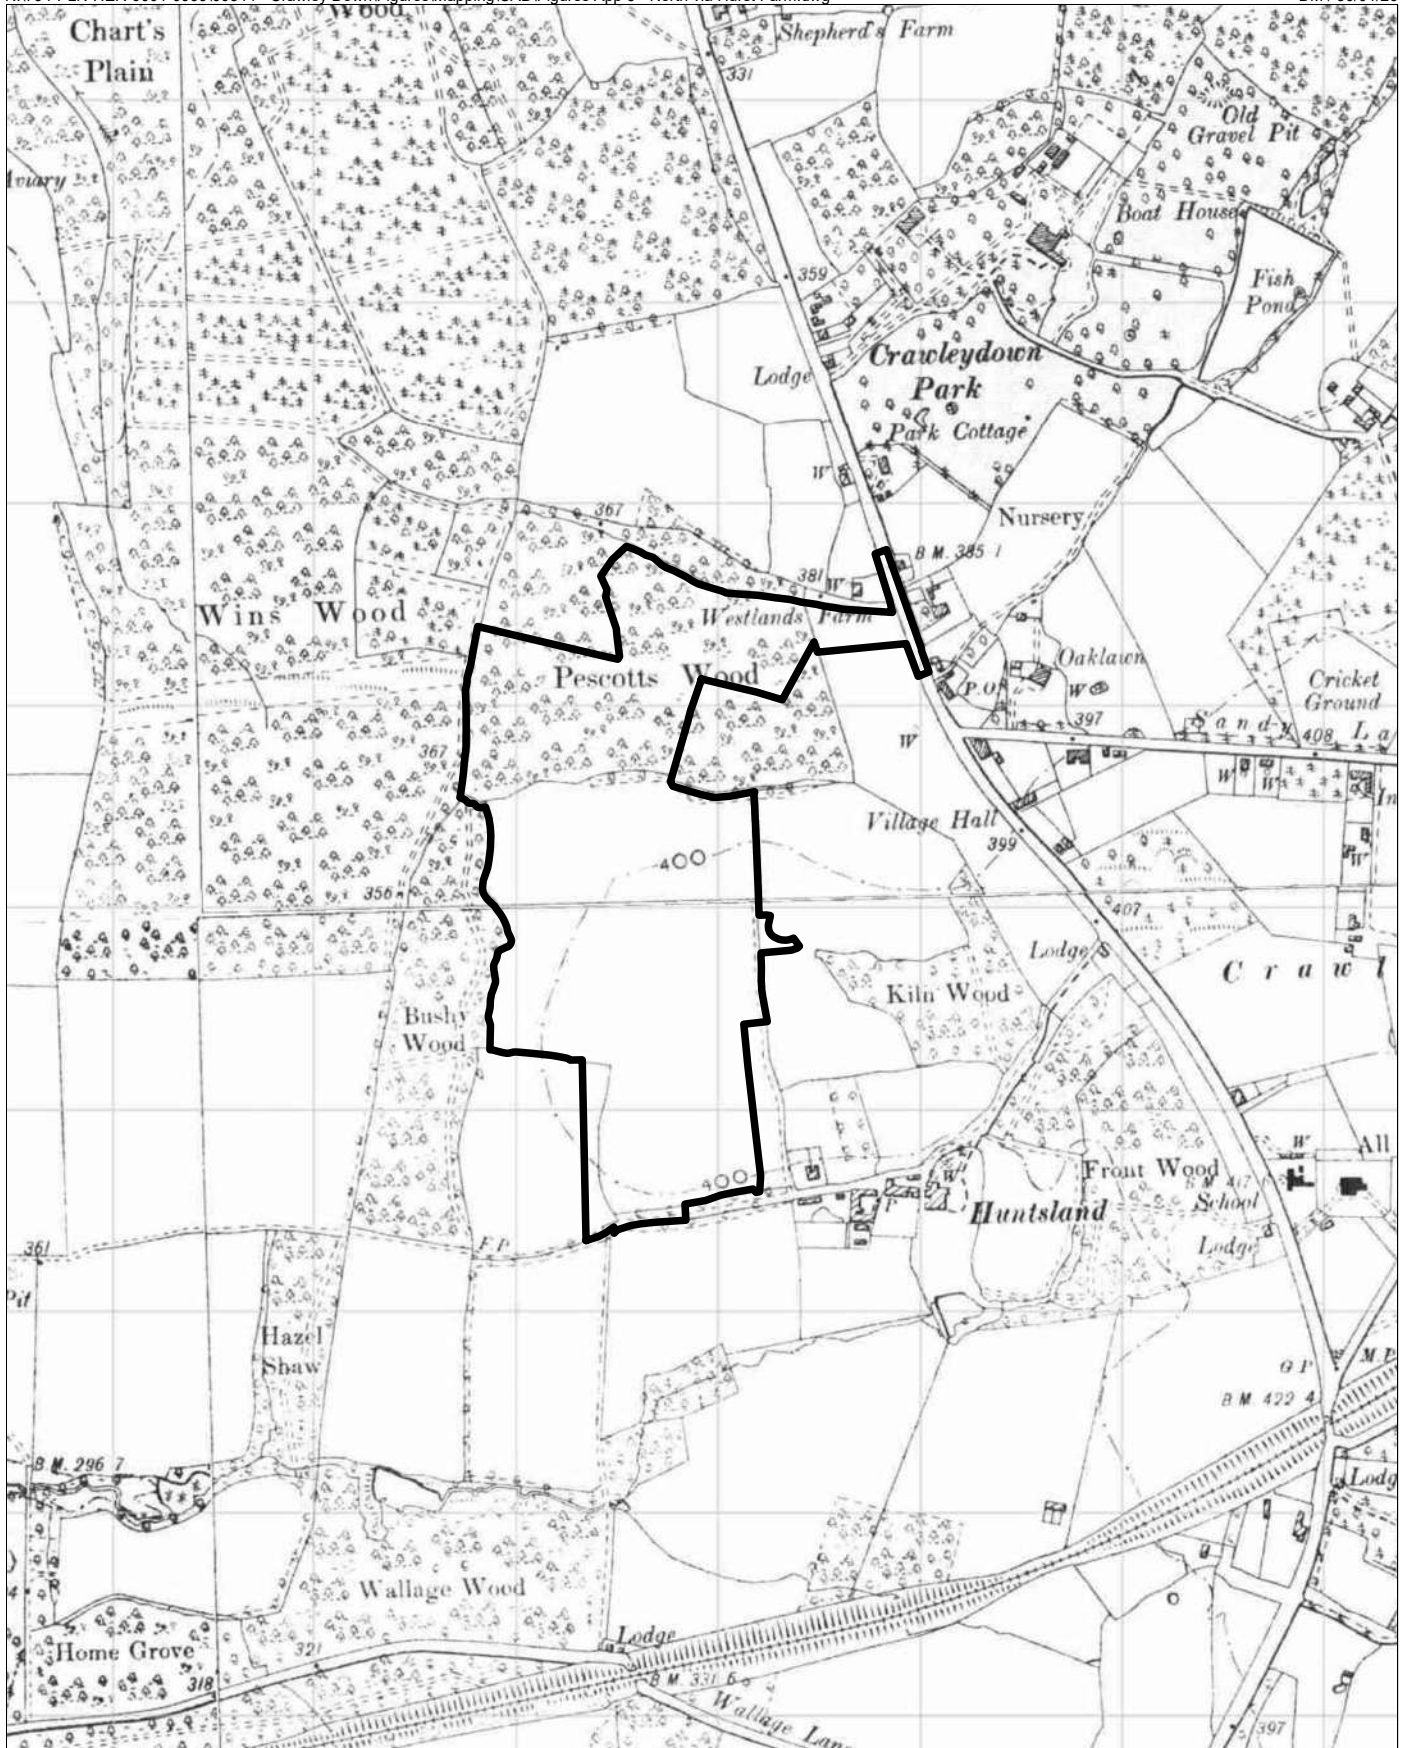 Wood
Chart's
Plain
Shepherd's Farm
331
Old
Gravel Pit
Aviary
Boat House
359
Fish
Pond
Crawleydown
Park
Lodge
Park Cottage
W
367
Nursery
B M. 385 1
381
W
Wins Wood
Westlands Farm
Pescotts Wood
Oaklawn
P.O.
W
397
Cricket
Ground
Sandy La
408
367
W
W
W
Village Hall
399
In
W
400
356
407
Lodge
Craw l
Kiln Wood
Bushy
Wood
W
All
400
Front Wood
W
B M. 417
School
Huntsland
P
361
F P
Lodge
Pit
Hazel
Shaw
G P
M P
B M. 422 4
B M. 296 7
Lodg
Wallage Wood
Lodge
Home Grove
321
318
B M. 331 6
Wallage Lane
397